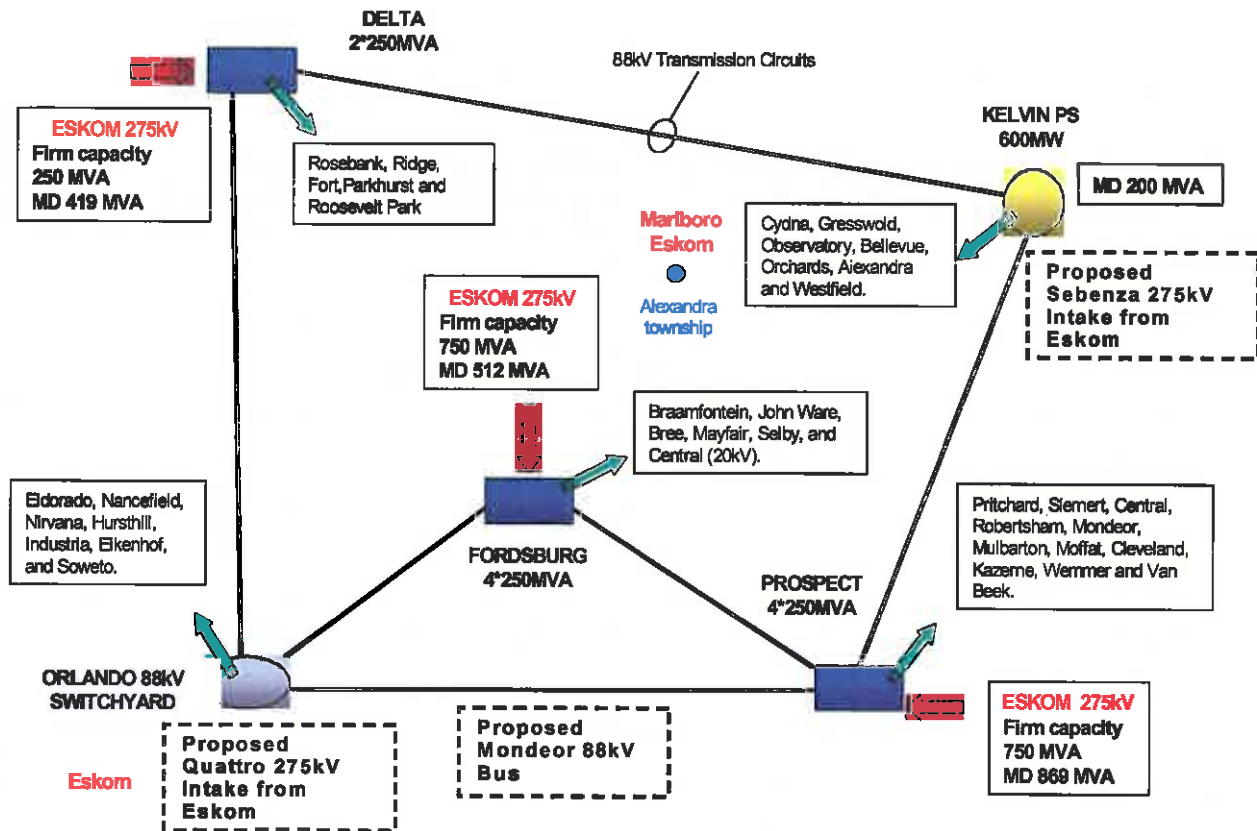 DELTA
2*250MVA
88kV Transmission Circuits
KELVIN PS
600MW
MD 200 MVA
ESKOM 275kV
Firm capacity
250 MVA
MD 419 MVA
Rosebank, Ridge,
Fort,Parkhurst and
Roosevelt Park
Marlboro
Eskom
Alexandra
township
Cydna, Gresswold,
Observatory, Bellevue,
Orchards, Alexandra
and Westfield.
Proposed
Sebenza 275kV
Intake from
Eskom
ESKOM 275kV
Firm capacity
750 MVA
MD 512 MVA
Braamfontein, John Ware,
Bree, Mayfair, Selby, and
Central (20kV).
Eldorado, Nancefield,
Nirvana, Hursthill,
Industria, Eikenhof,
and Soweto.
FORDSBURG
4*250MVA
Pritchard, Siemert, Central,
Robertsham, Mondeor,
Mulbarton, Moffat, Cleveland,
Kazerne, Wemmer and Van
Beek.
PROSPECT
4*250MVA
ORLANDO 88kV
SWITCHYARD
Proposed
Quattro 275kV
Intake from
Eskom
Eskom
Proposed
Mondeor 88kV
Bus
ESKOM 275kV
Firm capacity
750 MVA
MD 869 MVA